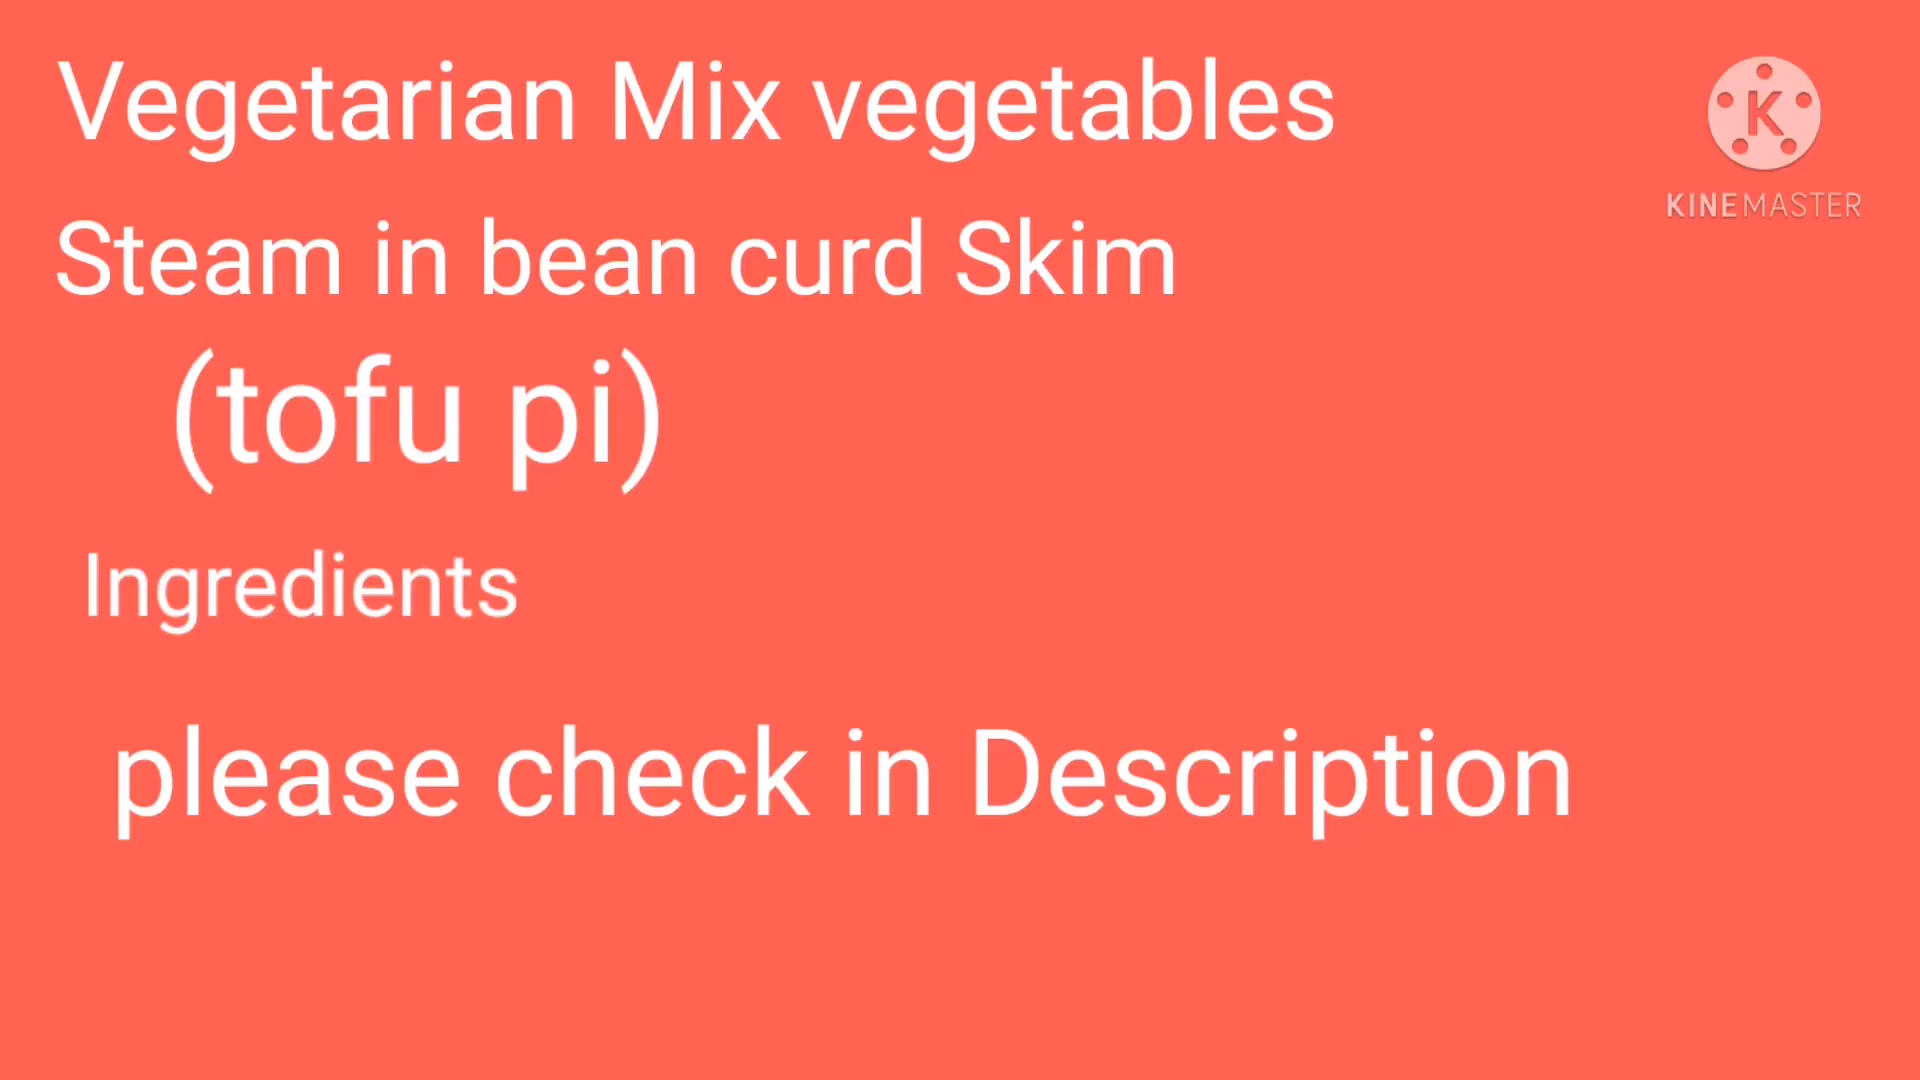 Vegetarian Mix vegetables
Steam in bean curd Skim
(tofu pi)
Ingredients
please check in Description
K
KINEMASTER